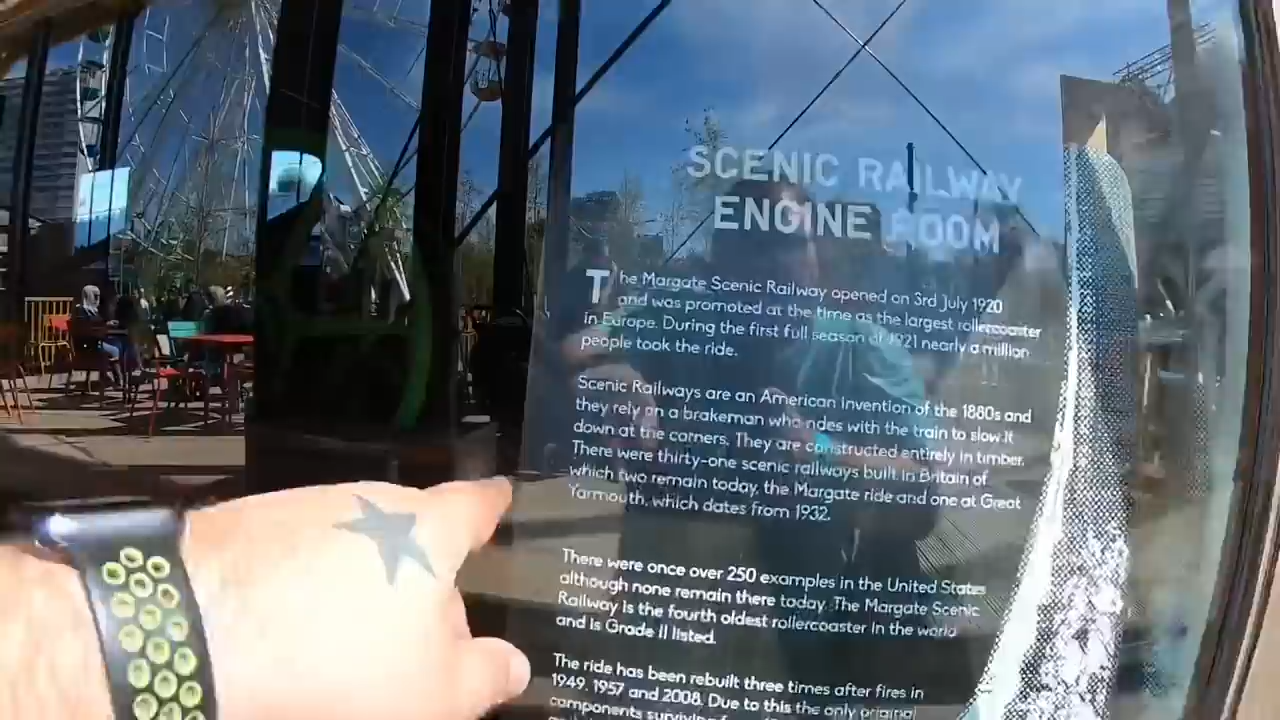 SCENIC RAILWAY
ENGINE ROOM
The Margate Scenic Railway opened on 3rd July 1920
and was promoted at the time as the largest rollercoaster
in Europe. During the first full season of 1921 nearly a million
people took the ride.
Scenic Railways are an American invention of the 1880s and
they rely on a brakeman who rides with the train to slow it
down at the corners. They are constructed entirely in timber.
There were thirty-one scenic railways built in Britain of
which two remain today, the Margate ride and one at Great
Yarmouth, which dates from 1932.
There were once over 250 examples in the United States
although none remain there today. The Margate Scenic
Railway is the fourth oldest rollercoaster in the world
and is Grade II listed.
The ride has been rebuilt three times after fires in
1949, 1957 and 2008. Due to this the only original
components